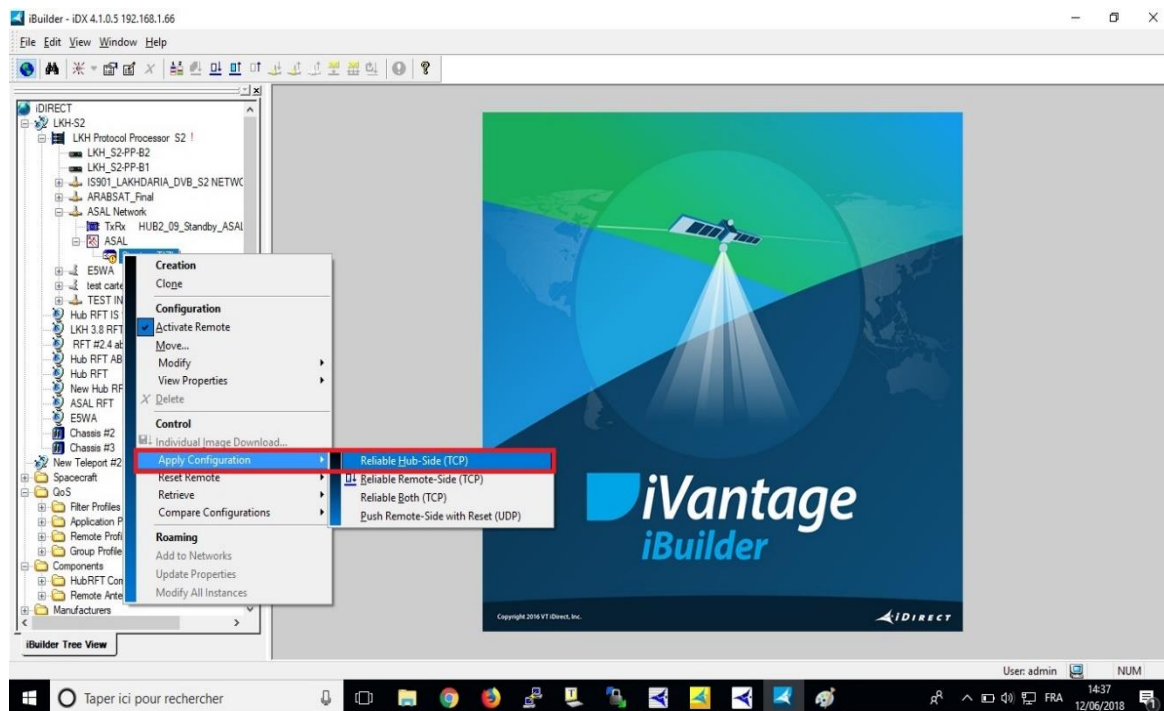 iBuilder - iDX 4.1.0.5 192.168.1.66
File Edit View Window Help
iDIRECT
LKH-S2
LKH Protocol Processor S2 !
LKH_S2-PP-B2
LKH_S2-PP-B1
IS901_LAKHDARIA_DVB_S2 NETWO
ARABSAT_Final
ASAL Network
TxRx HUB2_09_Standby_ASAL
ASAL
E5WA
test carte
TEST IN
Hub RFT IS
LKH 3.8 RFT
RFT #2.4 ab
Hub RFT AB
Hub RFT
New Hub RF
ASAL RFT
E5WA
Chassis #2
Chassis #3
New Teleport #2
Spacecraft
QoS
Filter Profiles
Application P
Remote Profi
Group Profile
Components
HubRFT Con
Remote Ante
Manufacturers
iBuilder Tree View
Creation
Clone
Configuration
Activate Remote
Move...
Modify
View Properties
Delete
Control
Individual Image Download...
Apply Configuration
Reset Remote
Retrieve
Compare Configurations
Roaming
Add to Networks
Update Properties
Modify All Instances
Reliable Hub-Side (TCP)
Reliable Remote-Side (TCP)
Reliable Both (TCP)
Push Remote-Side with Reset (UDP)
iVantage
iBuilder
Copyright 2016 VT iDirect, Inc.
iDIRECT
User: admin NUM
Taper ici pour rechercher
FRA
14:37
12/06/2018